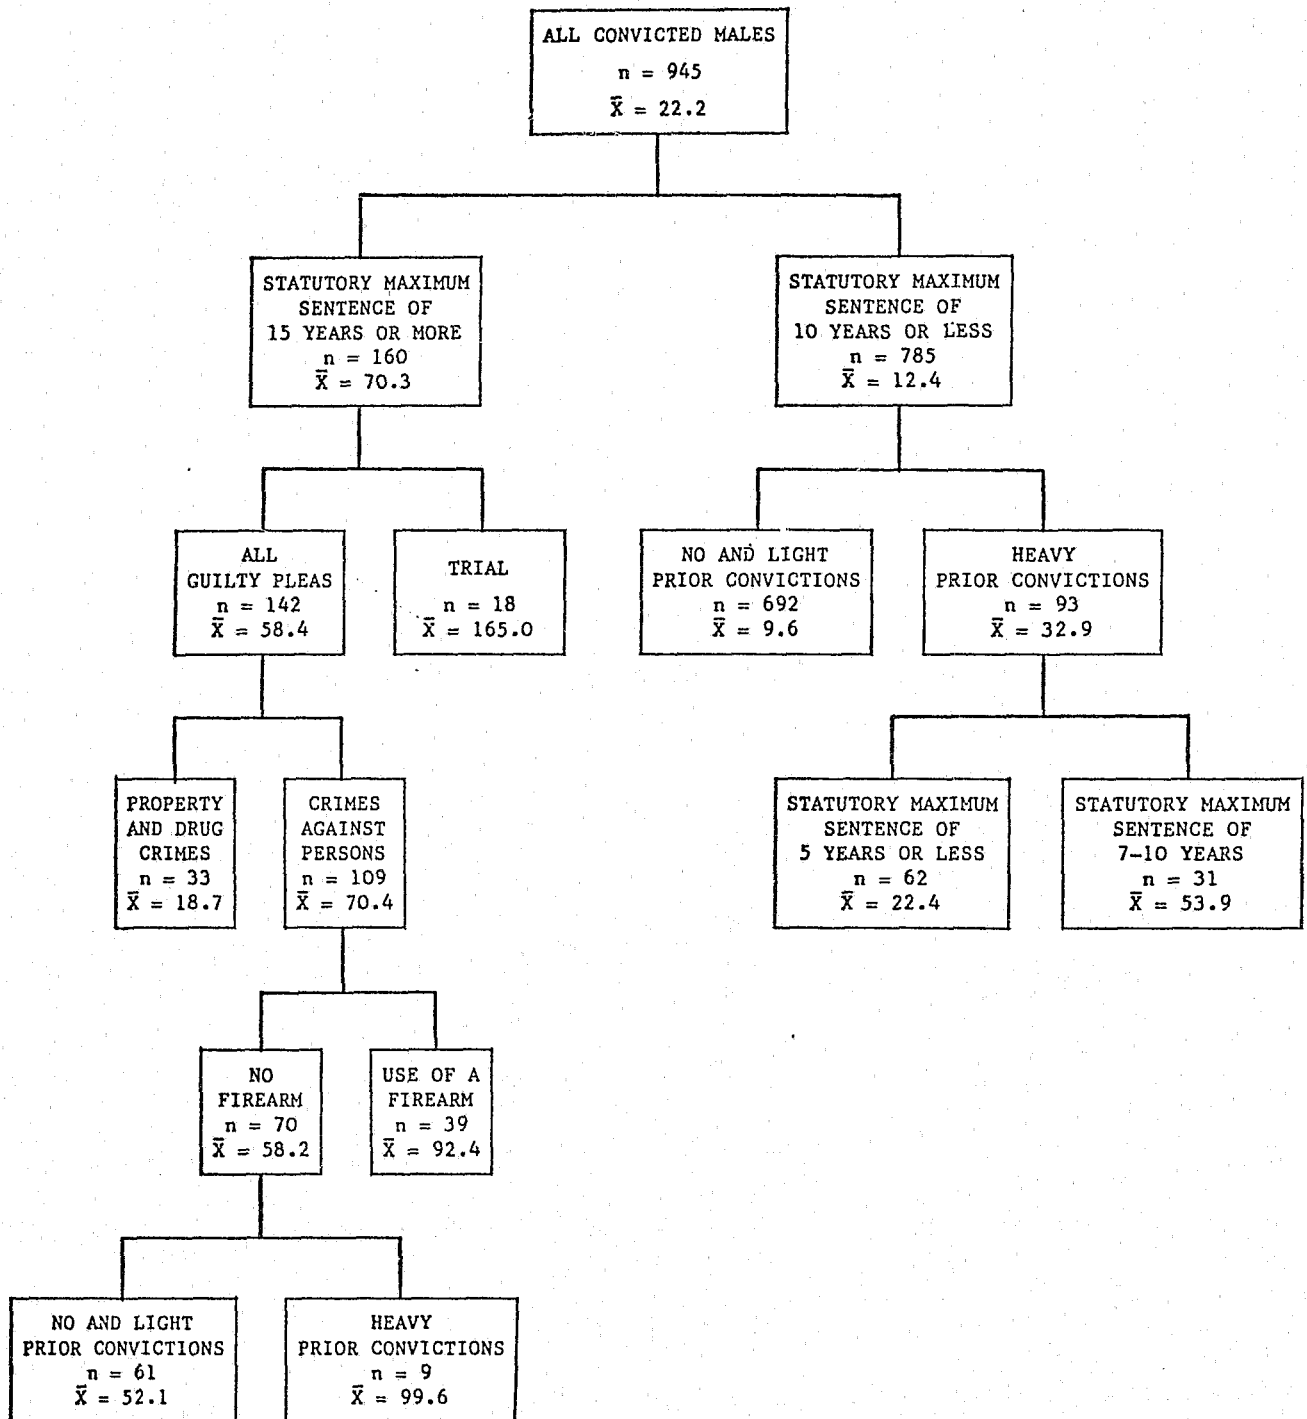 ALL CONVICTED MALES
n = 945
X̄ = 22.2
STATUTORY MAXIMUM
SENTENCE OF
15 YEARS OR MORE
n = 160
X̄ = 70.3
STATUTORY MAXIMUM
SENTENCE OF
10 YEARS OR LESS
n = 785
X̄ = 12.4
ALL
GUILTY PLEAS
n = 142
X̄ = 58.4
TRIAL
n = 18
X̄ = 165.0
NO AND LIGHT
PRIOR CONVICTIONS
n = 692
X̄ = 9.6
HEAVY
PRIOR CONVICTIONS
n = 93
X̄ = 32.9
PROPERTY
AND DRUG
CRIMES
n = 33
X̄ = 18.7
CRIMES
AGAINST
PERSONS
n = 109
X̄ = 70.4
STATUTORY MAXIMUM
SENTENCE OF
5 YEARS OR LESS
n = 62
X̄ = 22.4
STATUTORY MAXIMUM
SENTENCE OF
7-10 YEARS
n = 31
X̄ = 53.9
NO
FIREARM
n = 70
X̄ = 58.2
USE OF A
FIREARM
n = 39
X̄ = 92.4
NO AND LIGHT
PRIOR CONVICTIONS
n = 61
X̄ = 52.1
HEAVY
PRIOR CONVICTIONS
n = 9
X̄ = 99.6